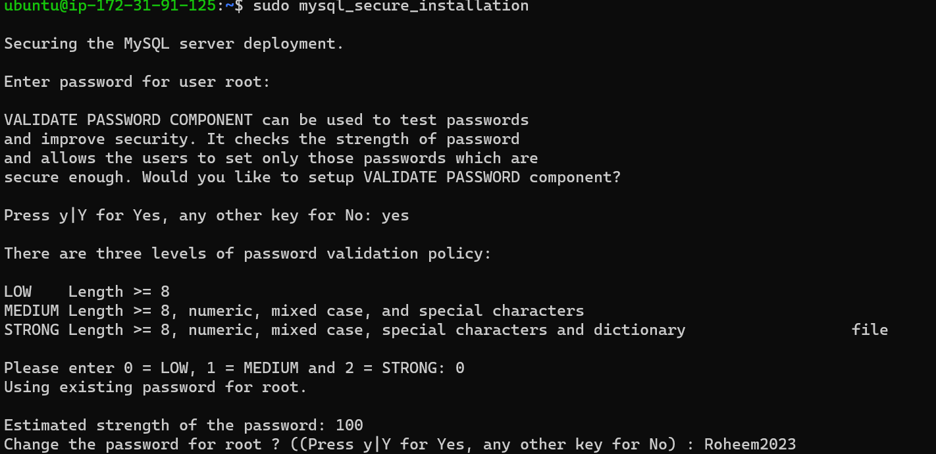 ubuntu@ip-172-31-91-125:~$ sudo mysql_secure_installation
Securing the MySQL server deployment.
Enter password for user root:
VALIDATE PASSWORD COMPONENT can be used to test passwords
and improve security. It checks the strength of password
and allows the users to set only those passwords which are
secure enough. Would you like to setup VALIDATE PASSWORD component?
Press y|Y for Yes, any other key for No: yes
There are three levels of password validation policy:
LOW    Length >= 8
MEDIUM Length >= 8, numeric, mixed case, and special characters
STRONG Length >= 8, numeric, mixed case, special characters and dictionary                  file
Please enter 0 = LOW, 1 = MEDIUM and 2 = STRONG: 0
Using existing password for root.
Estimated strength of the password: 100
Change the password for root ? ((Press y|Y for Yes, any other key for No) : Roheem2023